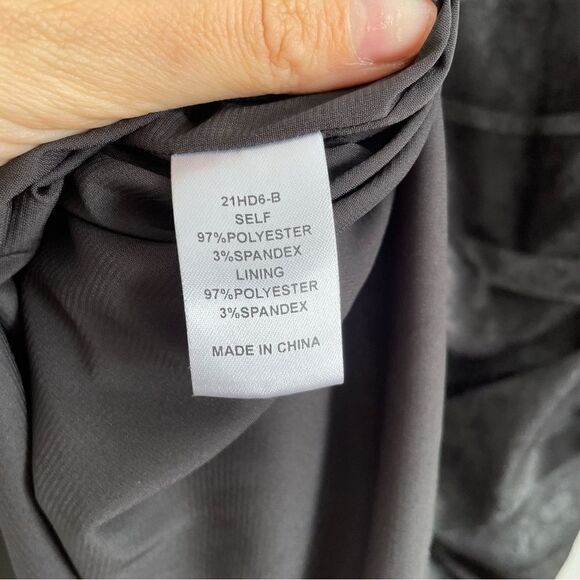 21HD6-B
SELF
97%POLYESTER
3%SPANDEX
LINING
97%POLYESTER
3%SPANDEX
MADE IN CHINA